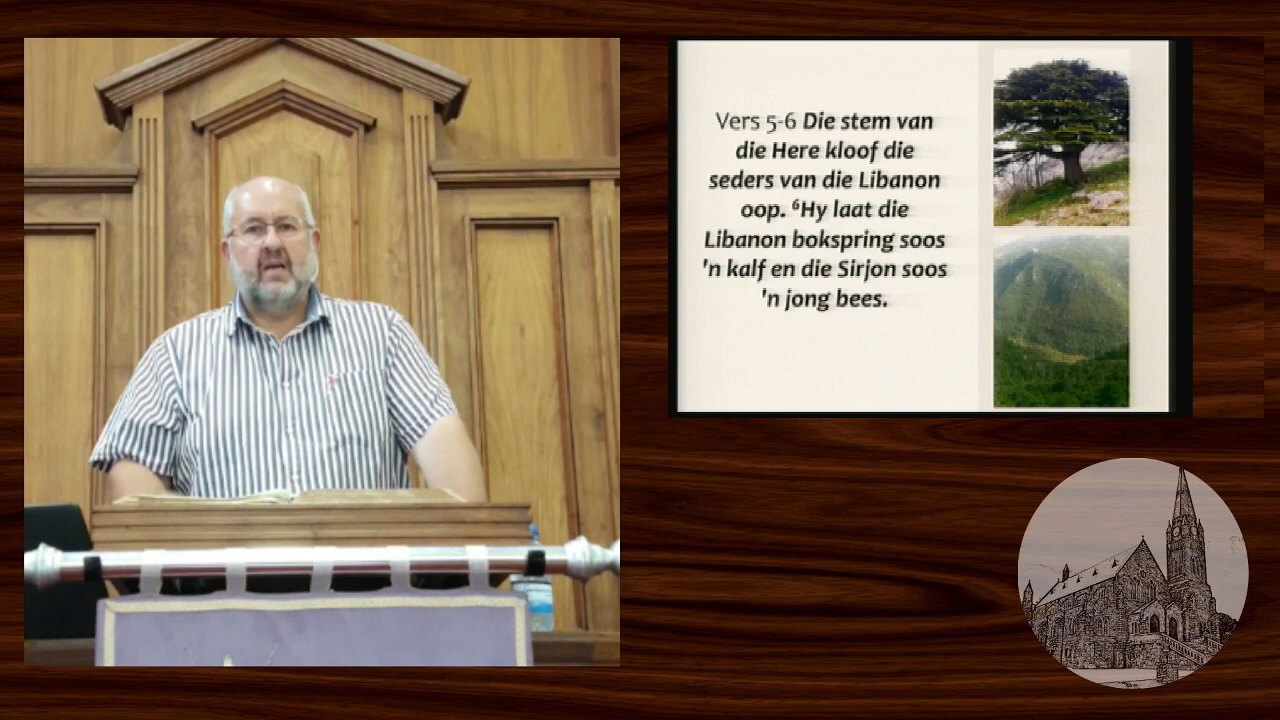 Vers 5-6 Die stem van
die Here kloof die
seders van die Libanon
oop. ⁶Hy laat die
Libanon bokspring soos
'n kalf en die Sirjon soos
'n jong bees.